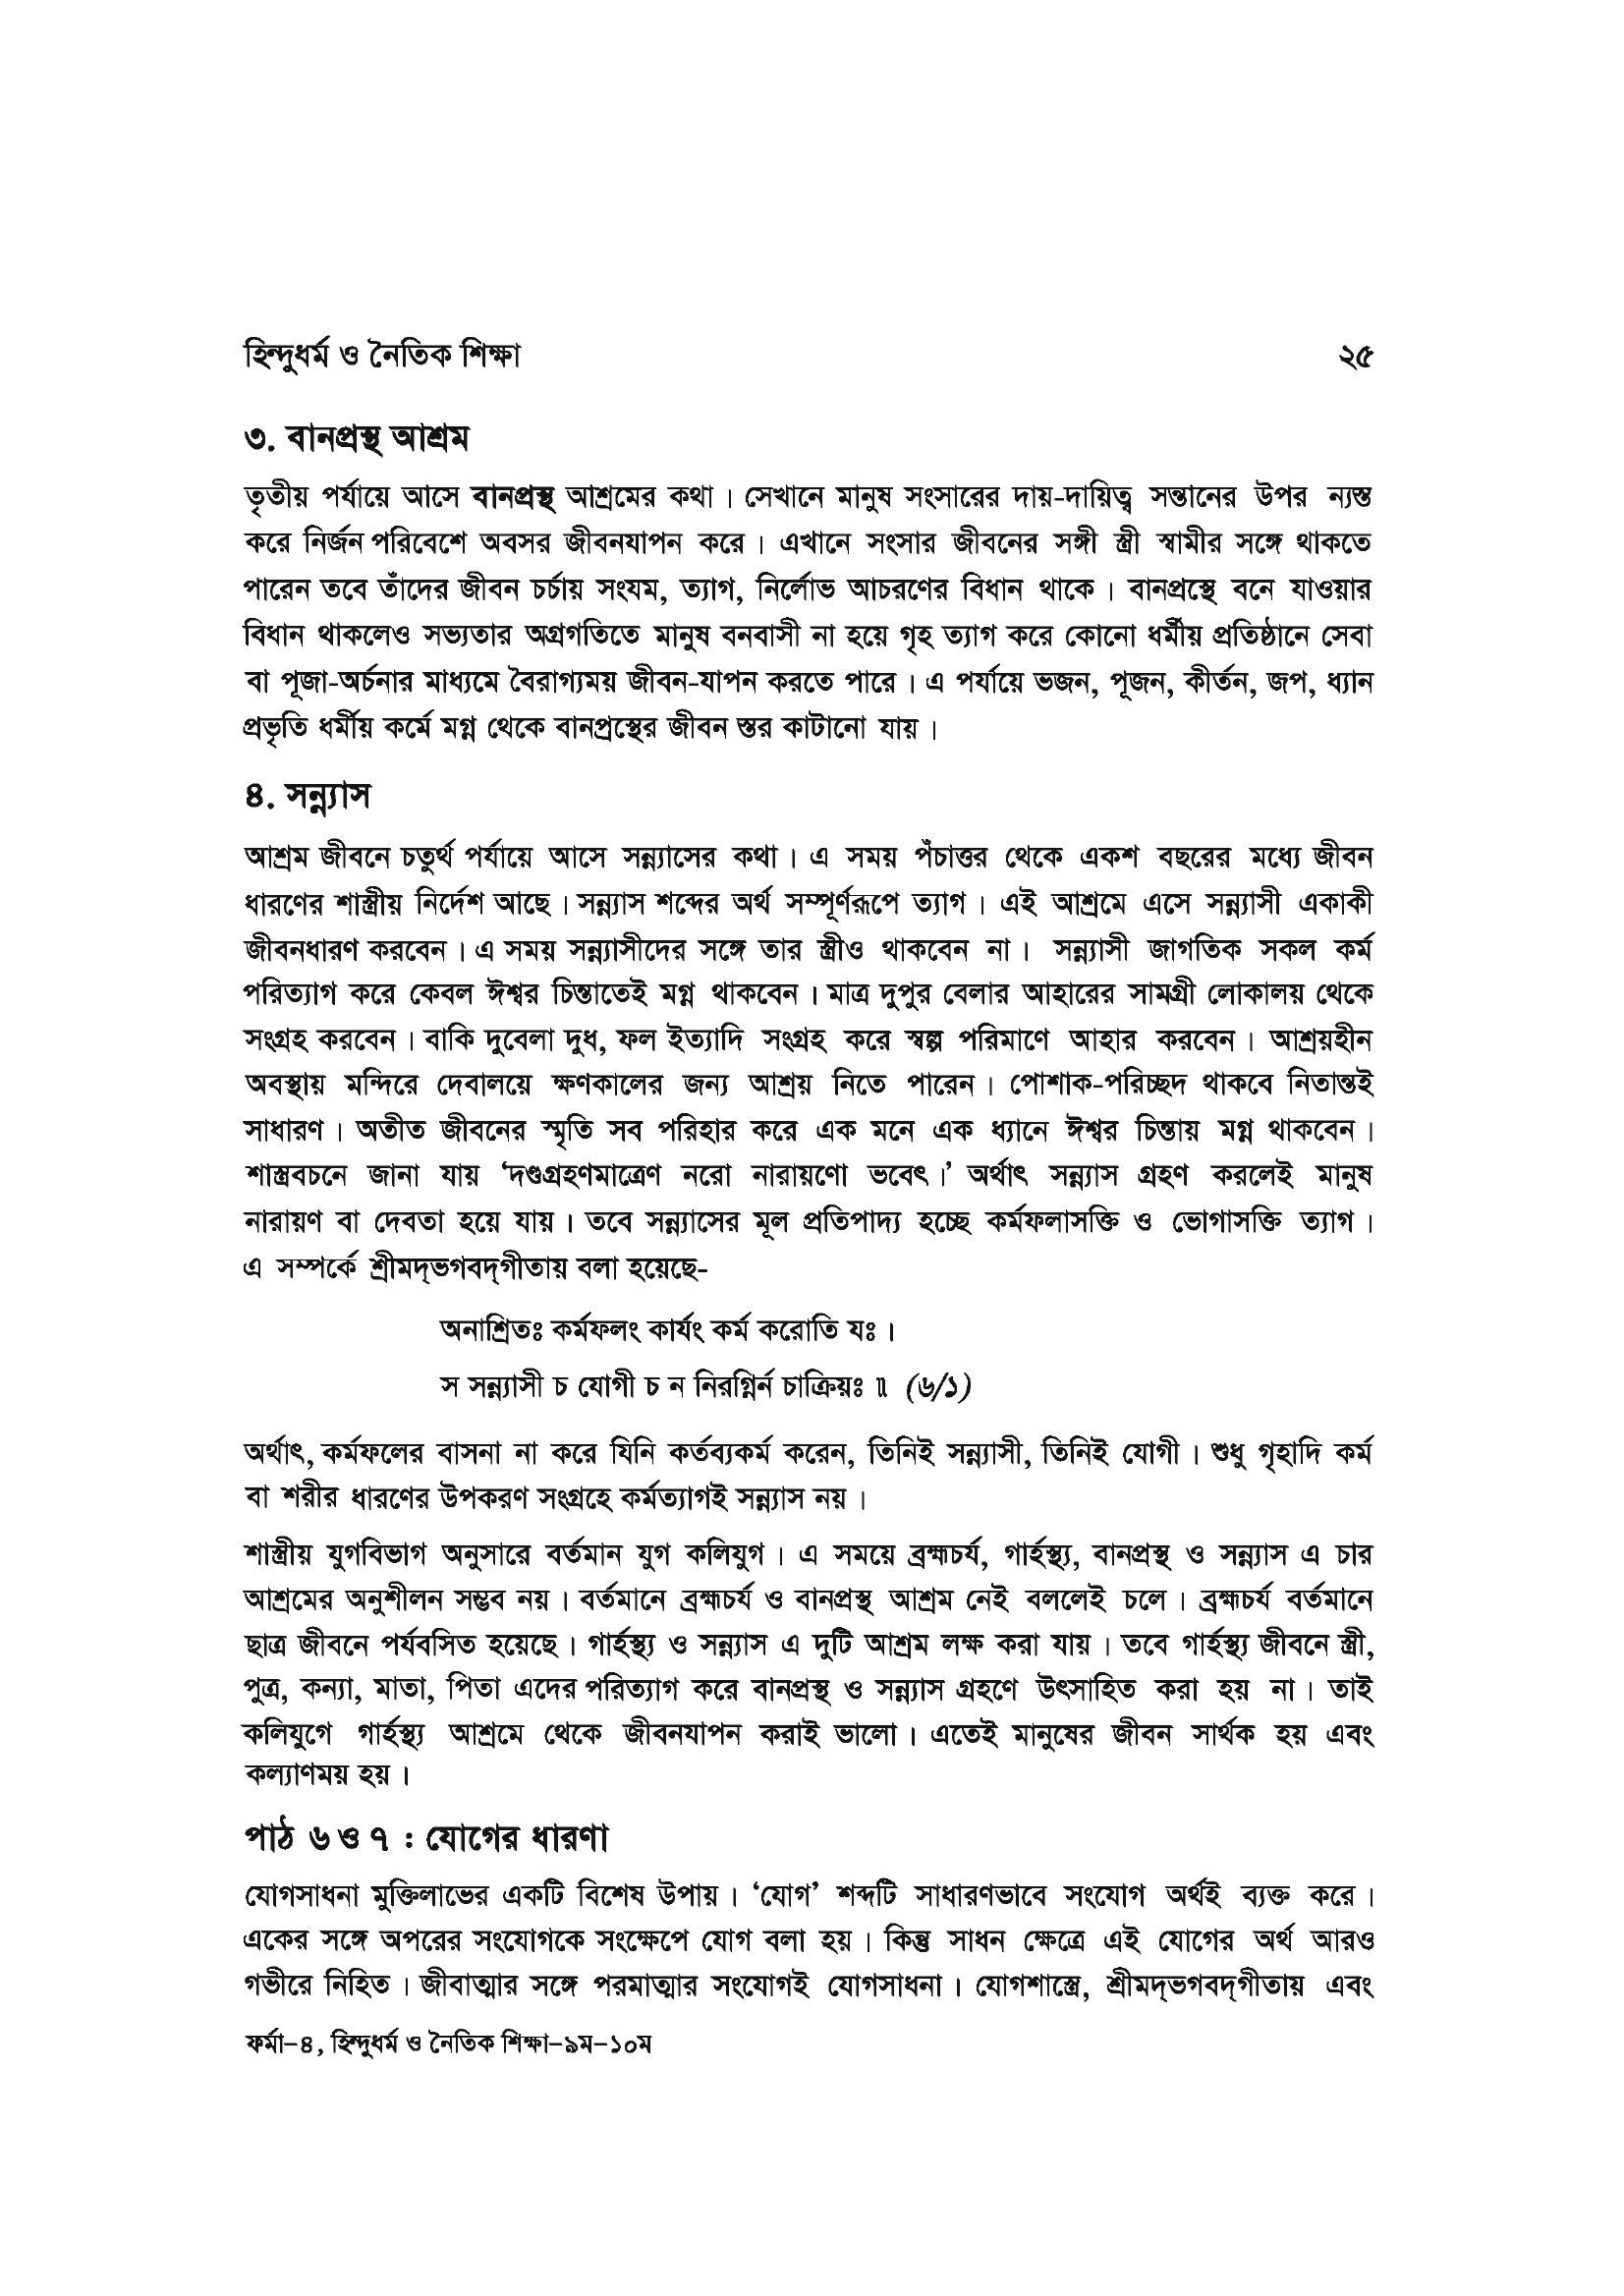 হিন্দুধর্ম ও নৈতিক শিক্ষা ২৫
৩. বানপ্রস্থ আশ্রম
তৃতীয় পর্যায়ে আসে বানপ্রস্থ আশ্রমের কথা। সেখানে মানুষ সংসারের দায়-দায়িত্ব সন্তানের উপর ন্যস্ত
করে নির্জন পরিবেশে অবসর জীবনযাপন করে। এখানে সংসার জীবনের সঙ্গী স্ত্রী স্বামীর সঙ্গে থাকতে
পারেন তবে তাঁদের জীবন চর্চায় সংযম, ত্যাগ, নির্লোভ আচরণের বিধান থাকে। বানপ্রস্থে বনে যাওয়ার
বিধান থাকলেও সভ্যতার অগ্রগতিতে মানুষ বনবাসী না হয়ে গৃহ ত্যাগ করে কোনো ধর্মীয় প্রতিষ্ঠানে সেবা
বা পূজা-অর্চনার মাধ্যমে বৈরাগ্যময় জীবন-যাপন করতে পারে। এ পর্যায়ে ভজন, পূজন, কীর্তন, জপ, ধ্যান
প্রভৃতি ধর্মীয় কর্মে মগ্ন থেকে বানপ্রস্থের জীবন স্তর কাটানো যায়।
৪. সন্ন্যাস
আশ্রম জীবনে চতুর্থ পর্যায়ে আসে সন্ন্যাসের কথা। এ সময় পঁচাত্তর থেকে একশ বছরের মধ্যে জীবন
ধারণের শাস্ত্রীয় নির্দেশ আছে। সন্ন্যাস শব্দের অর্থ সম্পূর্ণরূপে ত্যাগ। এই আশ্রমে এসে সন্ন্যাসী একাকী
জীবনধারণ করবেন। এ সময় সন্ন্যাসীদের সঙ্গে তার স্ত্রীও থাকবেন না। সন্ন্যাসী জাগতিক সকল কর্ম
পরিত্যাগ করে কেবল ঈশ্বর চিন্তাতেই মগ্ন থাকবেন। মাত্র দুপুর বেলার আহারের সামগ্রী লোকালয় থেকে
সংগ্রহ করবেন। বাকি দুবেলা দুধ, ফল ইত্যাদি সংগ্রহ করে স্বল্প পরিমাণে আহার করবেন। আশ্রয়হীন
অবস্থায় মন্দিরে দেবালয়ে ক্ষণকালের জন্য আশ্রয় নিতে পারেন। পোশাক-পরিচ্ছদ থাকবে নিতান্তই
সাধারণ। অতীত জীবনের স্মৃতি সব পরিহার করে এক মনে এক ধ্যানে ঈশ্বর চিন্তায় মগ্ন থাকবেন।
শাস্ত্রবচনে জানা যায় ‘দণ্ডগ্রহণমাত্রেণ নরো নারায়ণো ভবেৎ।’ অর্থাৎ সন্ন্যাস গ্রহণ করলেই মানুষ
নারায়ণ বা দেবতা হয়ে যায়। তবে সন্ন্যাসের মূল প্রতিপাদ্য হচ্ছে কর্মফলাসক্তি ও ভোগাসক্তি ত্যাগ।
এ সম্পর্কে শ্রীমদ্‌ভগবদ্‌গীতায় বলা হয়েছে-
অনাশ্রিতঃ কর্মফলং কার্যং কর্ম করোতি যঃ।
স সন্ন্যাসী চ যোগী চ ন নিরগ্নির্ন চাক্রিয়ঃ॥ (৬/১)
অর্থাৎ, কর্মফলের বাসনা না করে যিনি কর্তব্যকর্ম করেন, তিনিই সন্ন্যাসী, তিনিই যোগী। শুধু গৃহাদি কর্ম
বা শরীর ধারণের উপকরণ সংগ্রহে কর্মত্যাগই সন্ন্যাস নয়।
শাস্ত্রীয় যুগবিভাগ অনুসারে বর্তমান যুগ কলিযুগ। এ সময়ে ব্রহ্মচর্য, গার্হস্থ্য, বানপ্রস্থ ও সন্ন্যাস এ চার
আশ্রমের অনুশীলন সম্ভব নয়। বর্তমানে ব্রহ্মচর্য ও বানপ্রস্থ আশ্রম নেই বললেই চলে। ব্রহ্মচর্য বর্তমানে
ছাত্র জীবনে পর্যবসিত হয়েছে। গার্হস্থ্য ও সন্ন্যাস এ দুটি আশ্রম লক্ষ করা যায়। তবে গার্হস্থ্য জীবনে স্ত্রী,
পুত্র, কন্যা, মাতা, পিতা এদের পরিত্যাগ করে বানপ্রস্থ ও সন্ন্যাস গ্রহণে উৎসাহিত করা হয় না। তাই
কলিযুগে গার্হস্থ্য আশ্রমে থেকে জীবনযাপন করাই ভালো। এতেই মানুষের জীবন সার্থক হয় এবং
কল্যাণময় হয়।
পাঠ ৬ ও ৭ : যোগের ধারণা
যোগসাধনা মুক্তিলাভের একটি বিশেষ উপায়। ‘যোগ’ শব্দটি সাধারণভাবে সংযোগ অর্থই ব্যক্ত করে।
একের সঙ্গে অপরের সংযোগকে সংক্ষেপে যোগ বলা হয়। কিন্তু সাধন ক্ষেত্রে এই যোগের অর্থ আরও
গভীরে নিহিত। জীবাত্মার সঙ্গে পরমাত্মার সংযোগই যোগসাধনা। যোগশাস্ত্রে, শ্রীমদ্‌ভগবদ্‌গীতায় এবং
ফর্মা–৪, হিন্দুধর্ম ও নৈতিক শিক্ষা–৯ম–১০ম